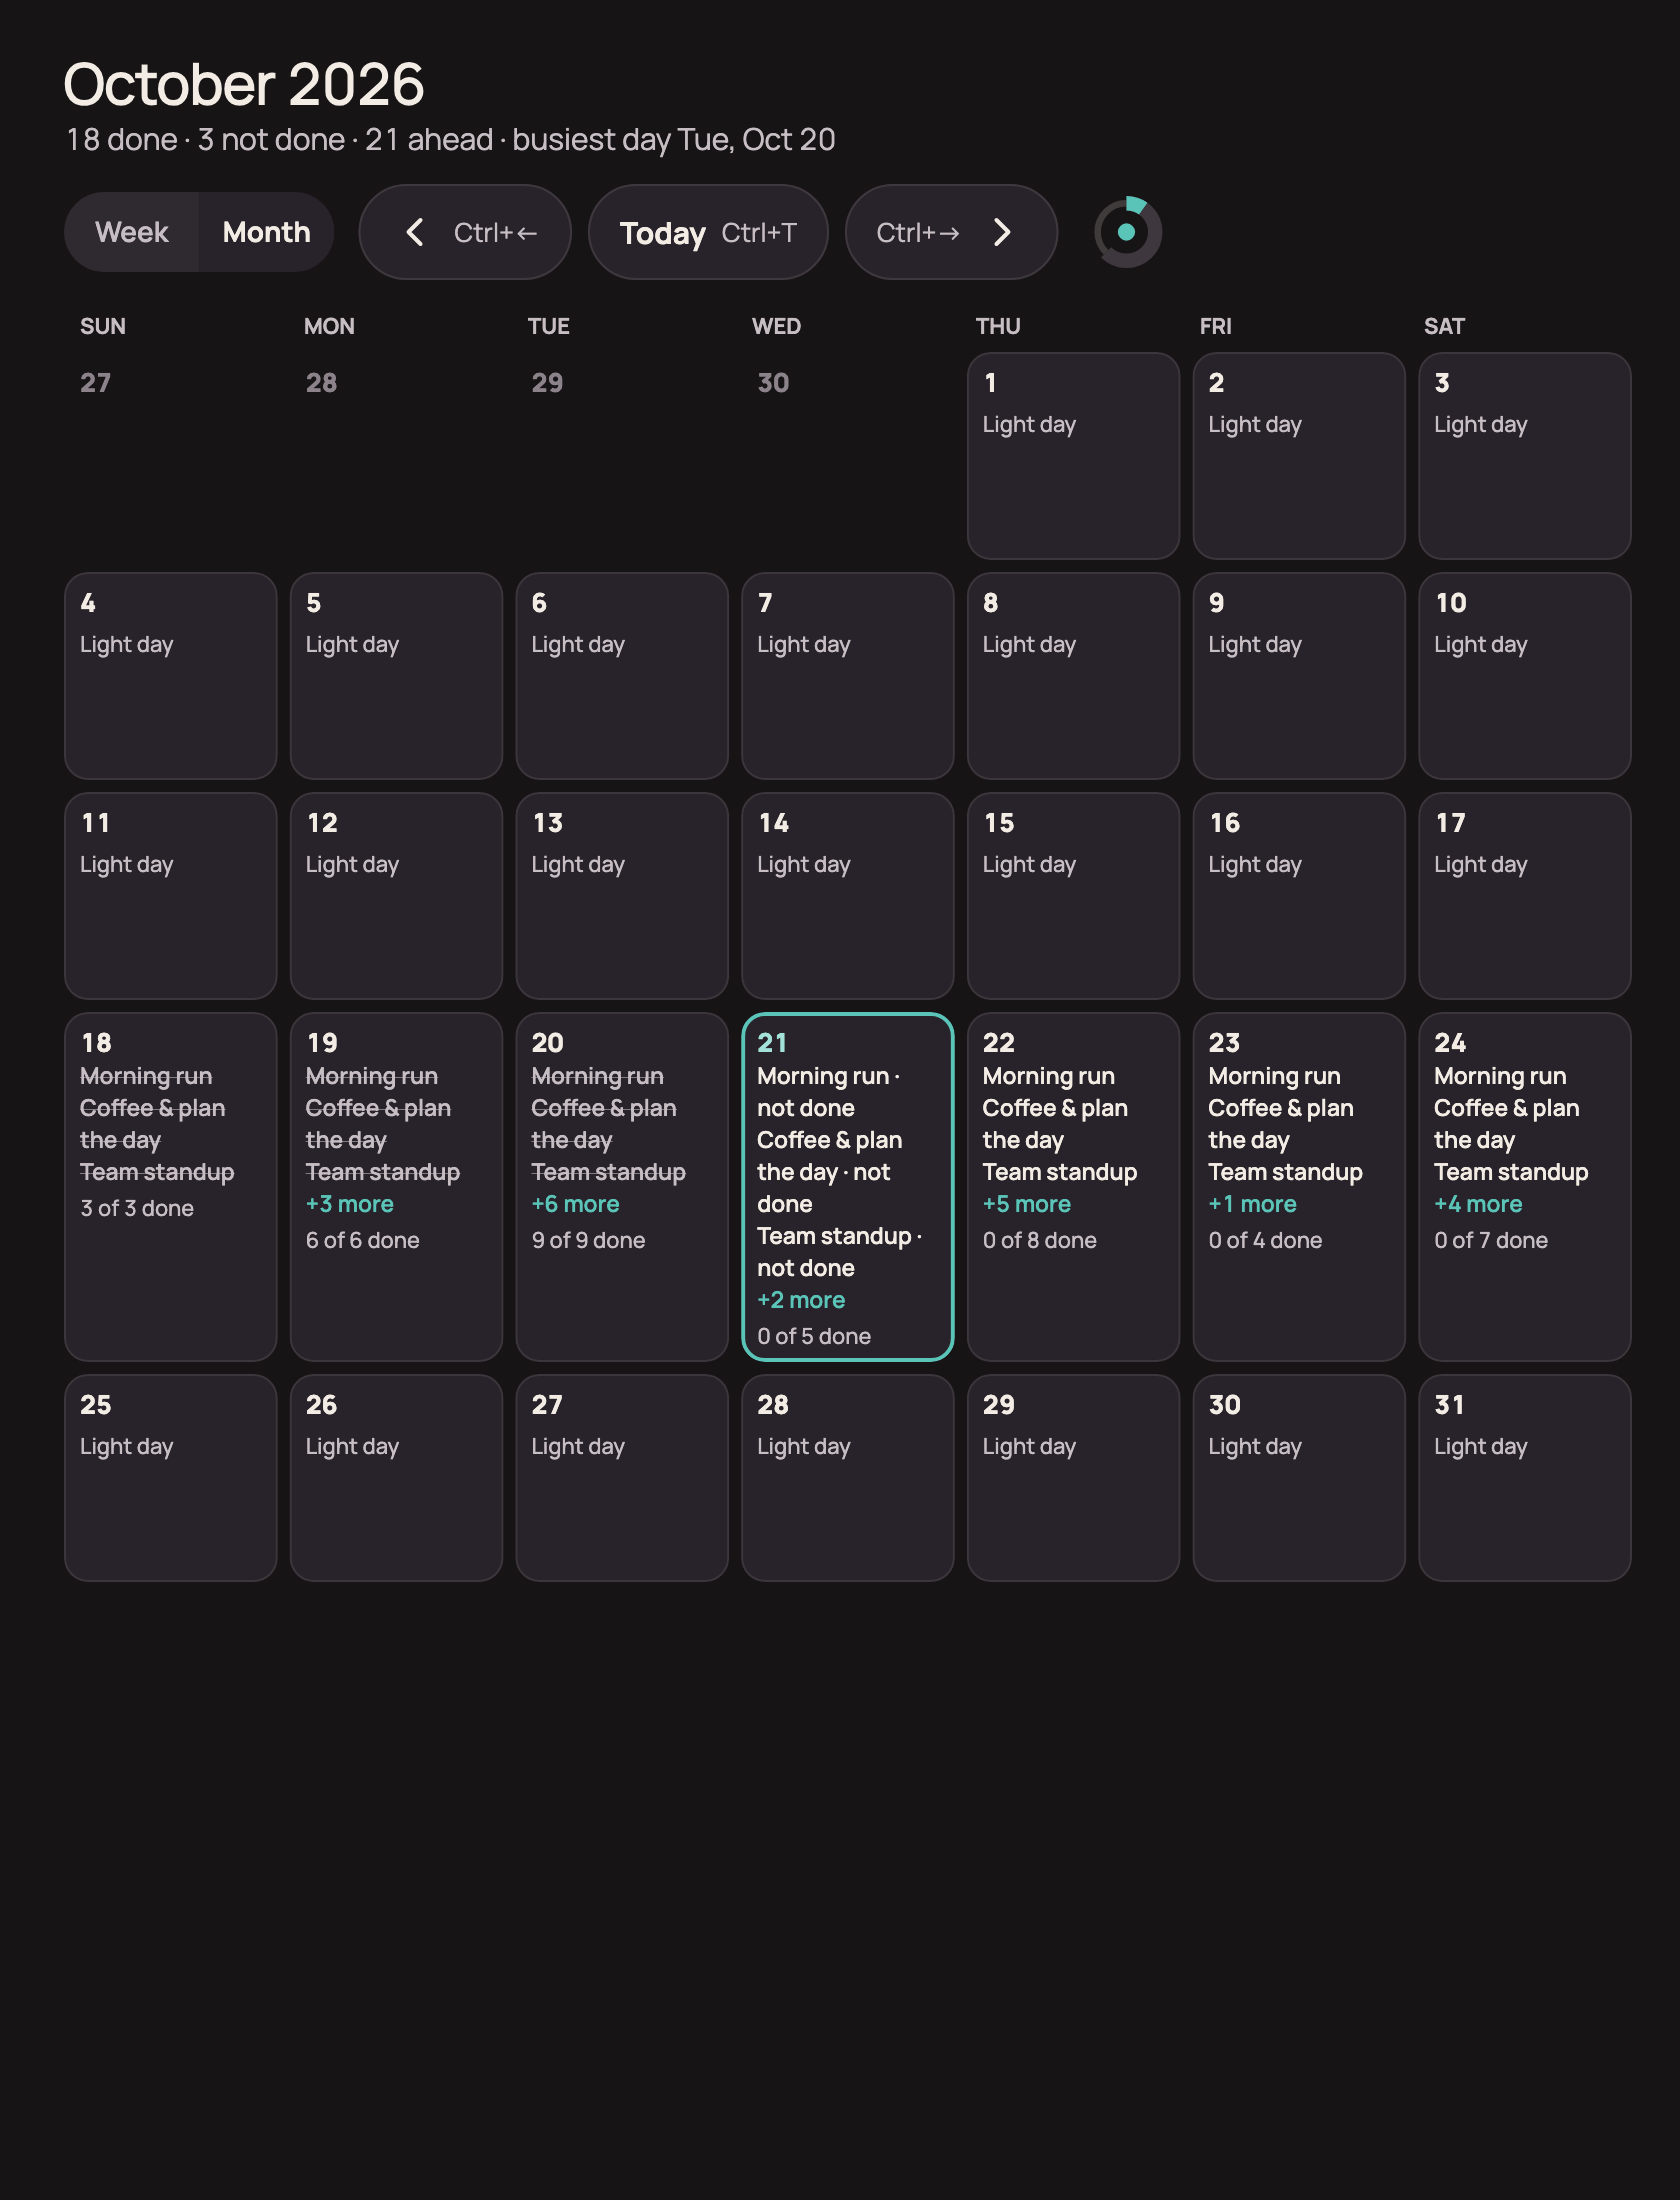 October 2026
18 done · 3 not done · 21 ahead · busiest day Tue, Oct 20
Week Month Ctrl+← Today Ctrl+T Ctrl+→
SUN MON TUE WED THU FRI SAT
27 28 29 30 1 2 3
Light day Light day Light day
4 5 6 7 8 9 10
Light day Light day Light day Light day Light day Light day Light day
11 12 13 14 15 16 17
Light day Light day Light day Light day Light day Light day Light day
18
Morning run
Coffee & plan
the day
Team standup
3 of 3 done
19
Morning run
Coffee & plan
the day
Team standup
+3 more
6 of 6 done
20
Morning run
Coffee & plan
the day
Team standup
+6 more
9 of 9 done
21
Morning run ·
not done
Coffee & plan
the day · not
done
Team standup ·
not done
+2 more
0 of 5 done
22
Morning run
Coffee & plan
the day
Team standup
+5 more
0 of 8 done
23
Morning run
Coffee & plan
the day
Team standup
+1 more
0 of 4 done
24
Morning run
Coffee & plan
the day
Team standup
+4 more
0 of 7 done
25 26 27 28 29 30 31
Light day Light day Light day Light day Light day Light day Light day